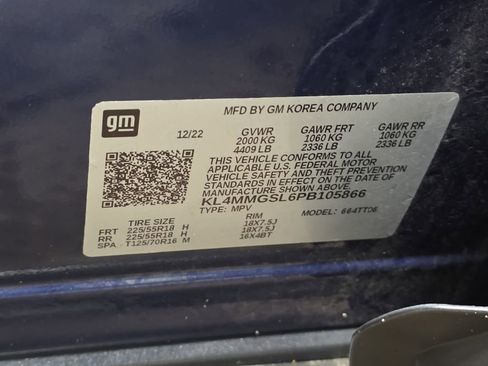 gm
MFD BY GM KOREA COMPANY
12/22 GVWR GAWR FRT GAWR RR
2000 KG 1060 KG 1060 KG
4409 LB 2336 LB 2336 LB
THIS VEHICLE CONFORMS TO ALL
APPLICABLE U.S. FEDERAL MOTOR
VEHICLE SAFETY AND THEFT PREVENTION
STANDARDS IN EFFECT ON THE DATE OF
MANUFACTURE SHOWN ABOVE.
KL4MMGSL6PB105866
TYPE: MPV MODEL: 664TT06
TIRE SIZE RIM
FRT 225/55R18 H 18X7.5J
RR 225/55R18 H 18X7.5J
SPA T125/70R16 M 16X4BT